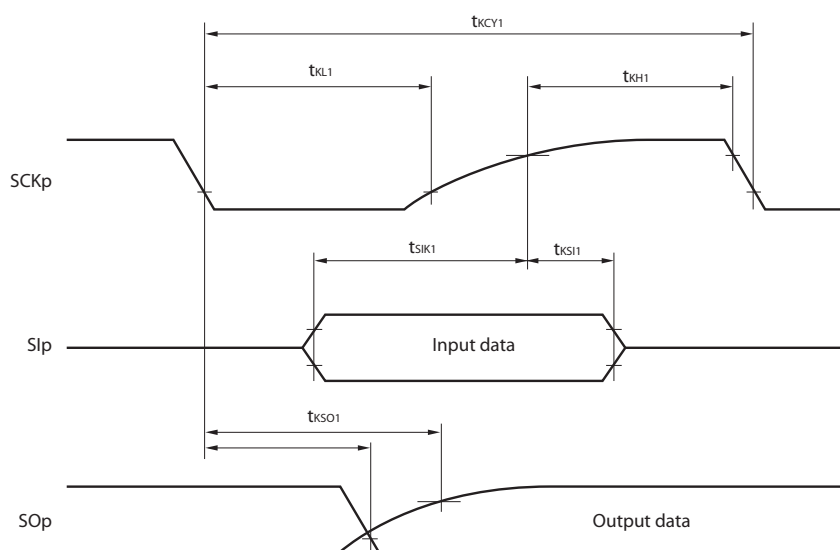 tKCY1
tKL1
tKH1
SCKp
tSIK1
tKSI1
SIp
Input data
tKSO1
SOp
Output data